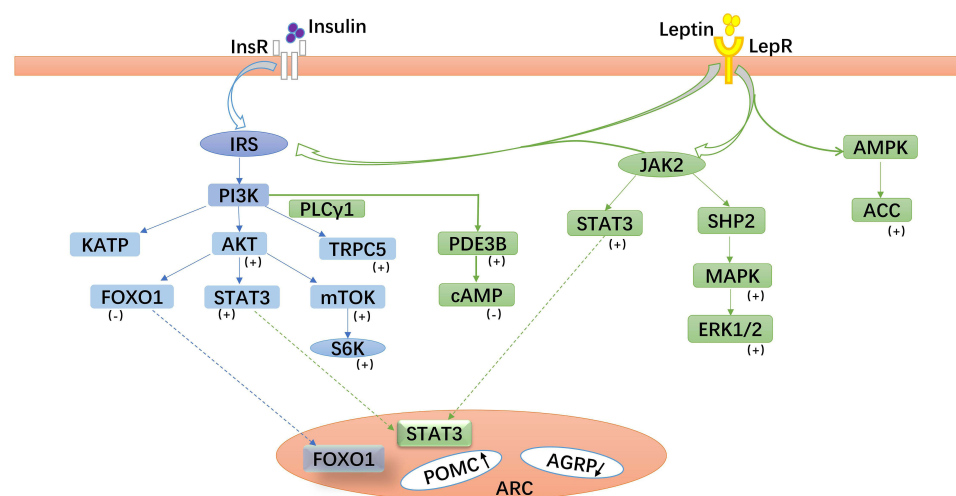 Insulin
InsR
Leptin
LepR
IRS
JAK2
AMPK
PI3K
PLCγ1
ACC
(+)
STAT3
(+)
SHP2
KATP
AKT
(+)
TRPC5
(+)
PDE3B
(+)
MAPK
(+)
FOXO1
(-)
STAT3
(+)
mTOK
(+)
cAMP
(-)
ERK1/2
(+)
S6K
(+)
STAT3
FOXO1
POMC↑
AGRP↓
ARC